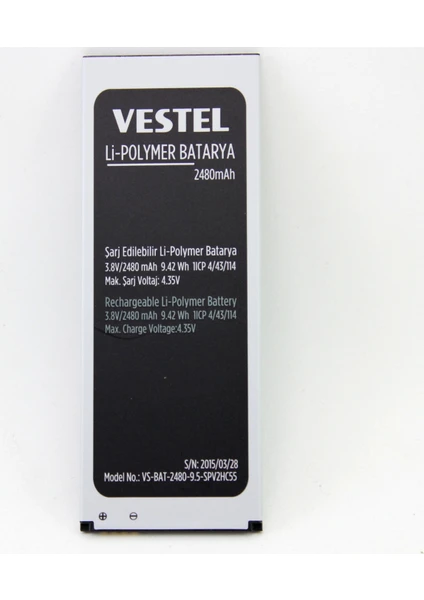 VESTEL
Li-POLYMER BATARYA
2480mAh
Şarj Edilebilir Li-Polymer Batarya
3.8V/2480 mAh 9.42 Wh 1ICP 4/43/114
Mak. Şarj Voltaj: 4.35V
Rechargeable Li-Polymer Battery
3.8V/2480 mAh 9.42 Wh 1ICP 4/43/114
Max. Charge Voltage:4.35V
S/N: 2015/03/28
Model No.: VS-BAT-2480-9.5-SPV2HC55
⊕ ⊖